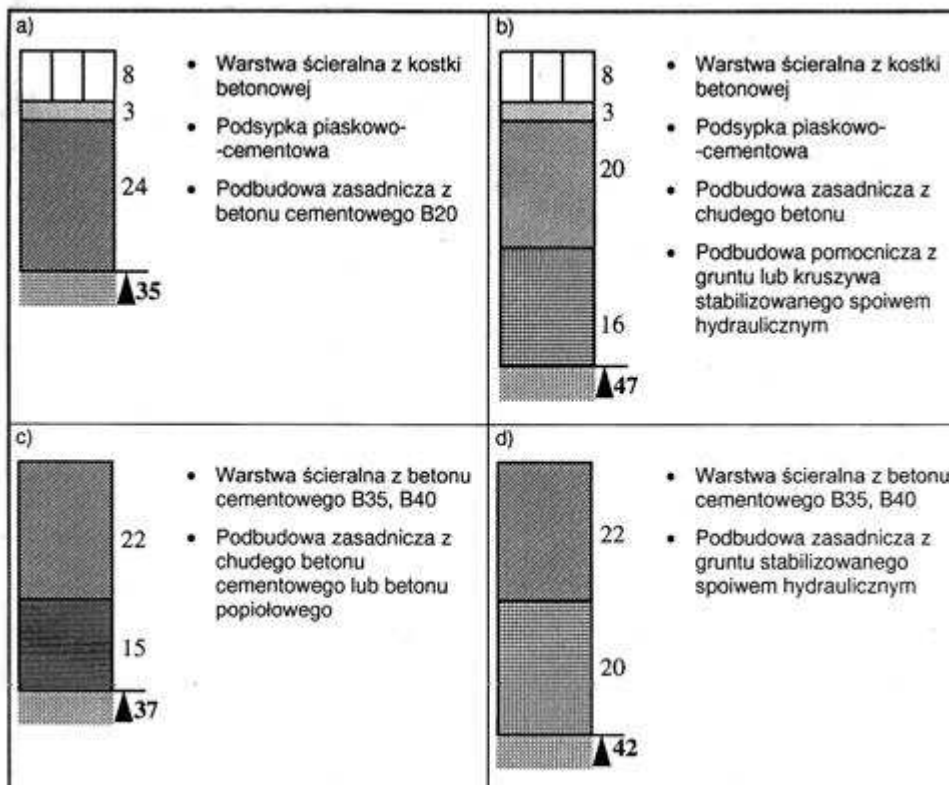 a)
8
3
24
35
• Warstwa ścieralna z kostki
betonowej
• Podsypka piaskowo-
-cementowa
• Podbudowa zasadnicza z
betonu cementowego B20
b)
8
3
20
16
47
• Warstwa ścieralna z kostki
betonowej
• Podsypka piaskowo-
-cementowa
• Podbudowa zasadnicza z
chudego betonu
• Podbudowa pomocnicza z
gruntu lub kruszywa
stabilizowanego spoiwem
hydraulicznym
c)
22
15
37
• Warstwa ścieralna z betonu
cementowego B35, B40
• Podbudowa zasadnicza z
chudego betonu
cementowego lub betonu
popiołowego
d)
22
20
42
• Warstwa ścieralna z betonu
cementowego B35, B40
• Podbudowa zasadnicza z
gruntu stabilizowanego
spoiwem hydraulicznym